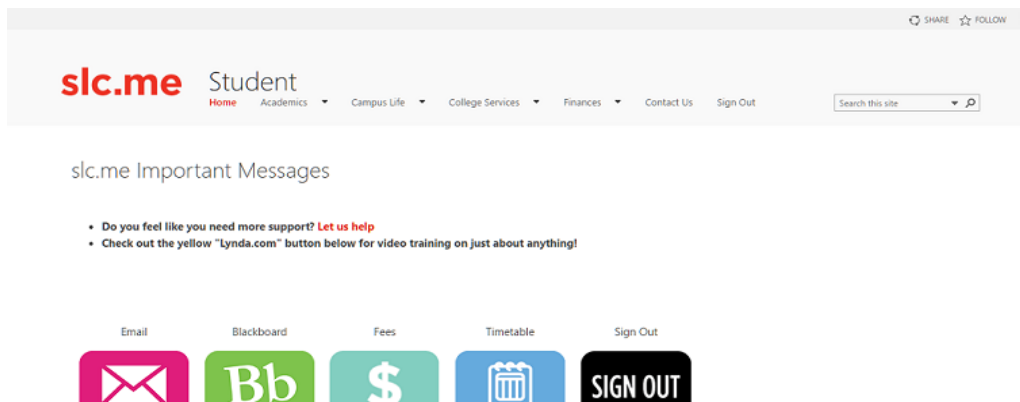 SHARE FOLLOW
slc.me Student
Home Academics Campus Life College Services Finances Contact Us Sign Out Search this site
slc.me Important Messages
Do you feel like you need more support? Let us help
Check out the yellow "Lynda.com" button below for video training on just about anything!
Email Blackboard Fees Timetable Sign Out
Bb $ SIGN OUT